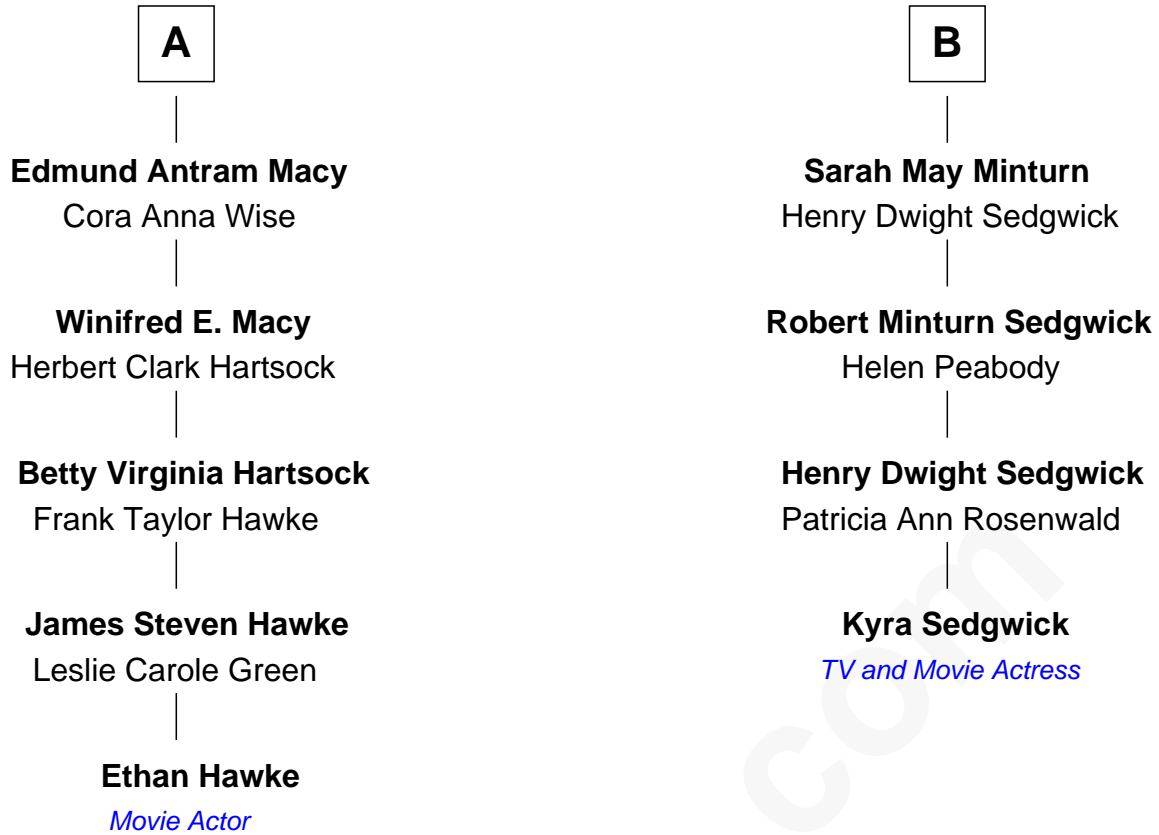 A
Edmund Antram Macy
Cora Anna Wise
Winifred E. Macy
Herbert Clark Hartsock
Betty Virginia Hartsock
Frank Taylor Hawke
James Steven Hawke
Leslie Carole Green
Ethan Hawke
Movie Actor
B
Sarah May Minturn
Henry Dwight Sedgwick
Robert Minturn Sedgwick
Helen Peabody
Henry Dwight Sedgwick
Patricia Ann Rosenwald
Kyra Sedgwick
TV and Movie Actress
com